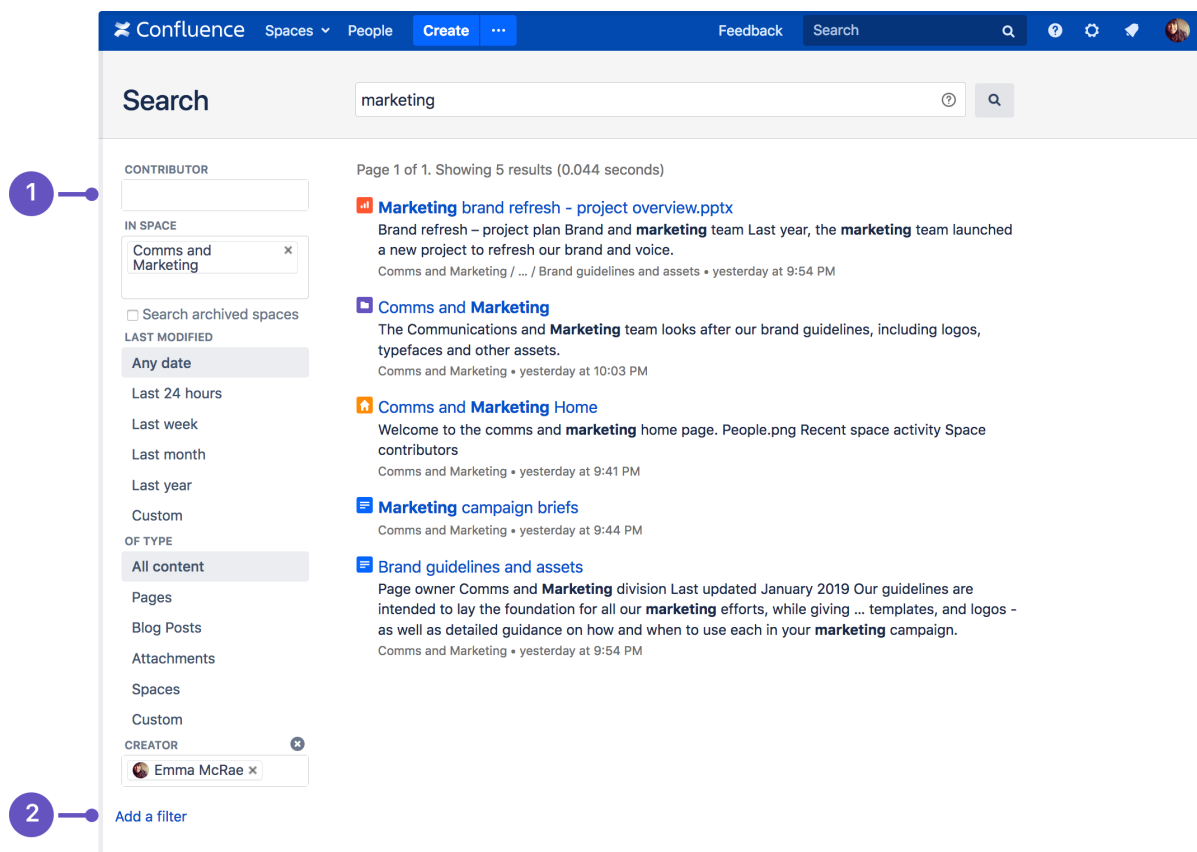 Confluence Spaces People Create ··· Feedback Search
Search
marketing
1
CONTRIBUTOR
IN SPACE
Comms and
Marketing
Search archived spaces
LAST MODIFIED
Any date
Last 24 hours
Last week
Last month
Last year
Custom
OF TYPE
All content
Pages
Blog Posts
Attachments
Spaces
Custom
CREATOR
Emma McRae
2
Add a filter
Page 1 of 1. Showing 5 results (0.044 seconds)
Marketing brand refresh - project overview.pptx
Brand refresh – project plan Brand and marketing team Last year, the marketing team launched
a new project to refresh our brand and voice.
Comms and Marketing / ... / Brand guidelines and assets • yesterday at 9:54 PM
Comms and Marketing
The Communications and Marketing team looks after our brand guidelines, including logos,
typefaces and other assets.
Comms and Marketing • yesterday at 10:03 PM
Comms and Marketing Home
Welcome to the comms and marketing home page. People.png Recent space activity Space
contributors
Comms and Marketing • yesterday at 9:41 PM
Marketing campaign briefs
Comms and Marketing • yesterday at 9:44 PM
Brand guidelines and assets
Page owner Comms and Marketing division Last updated January 2019 Our guidelines are
intended to lay the foundation for all our marketing efforts, while giving ... templates, and logos -
as well as detailed guidance on how and when to use each in your marketing campaign.
Comms and Marketing • yesterday at 9:54 PM